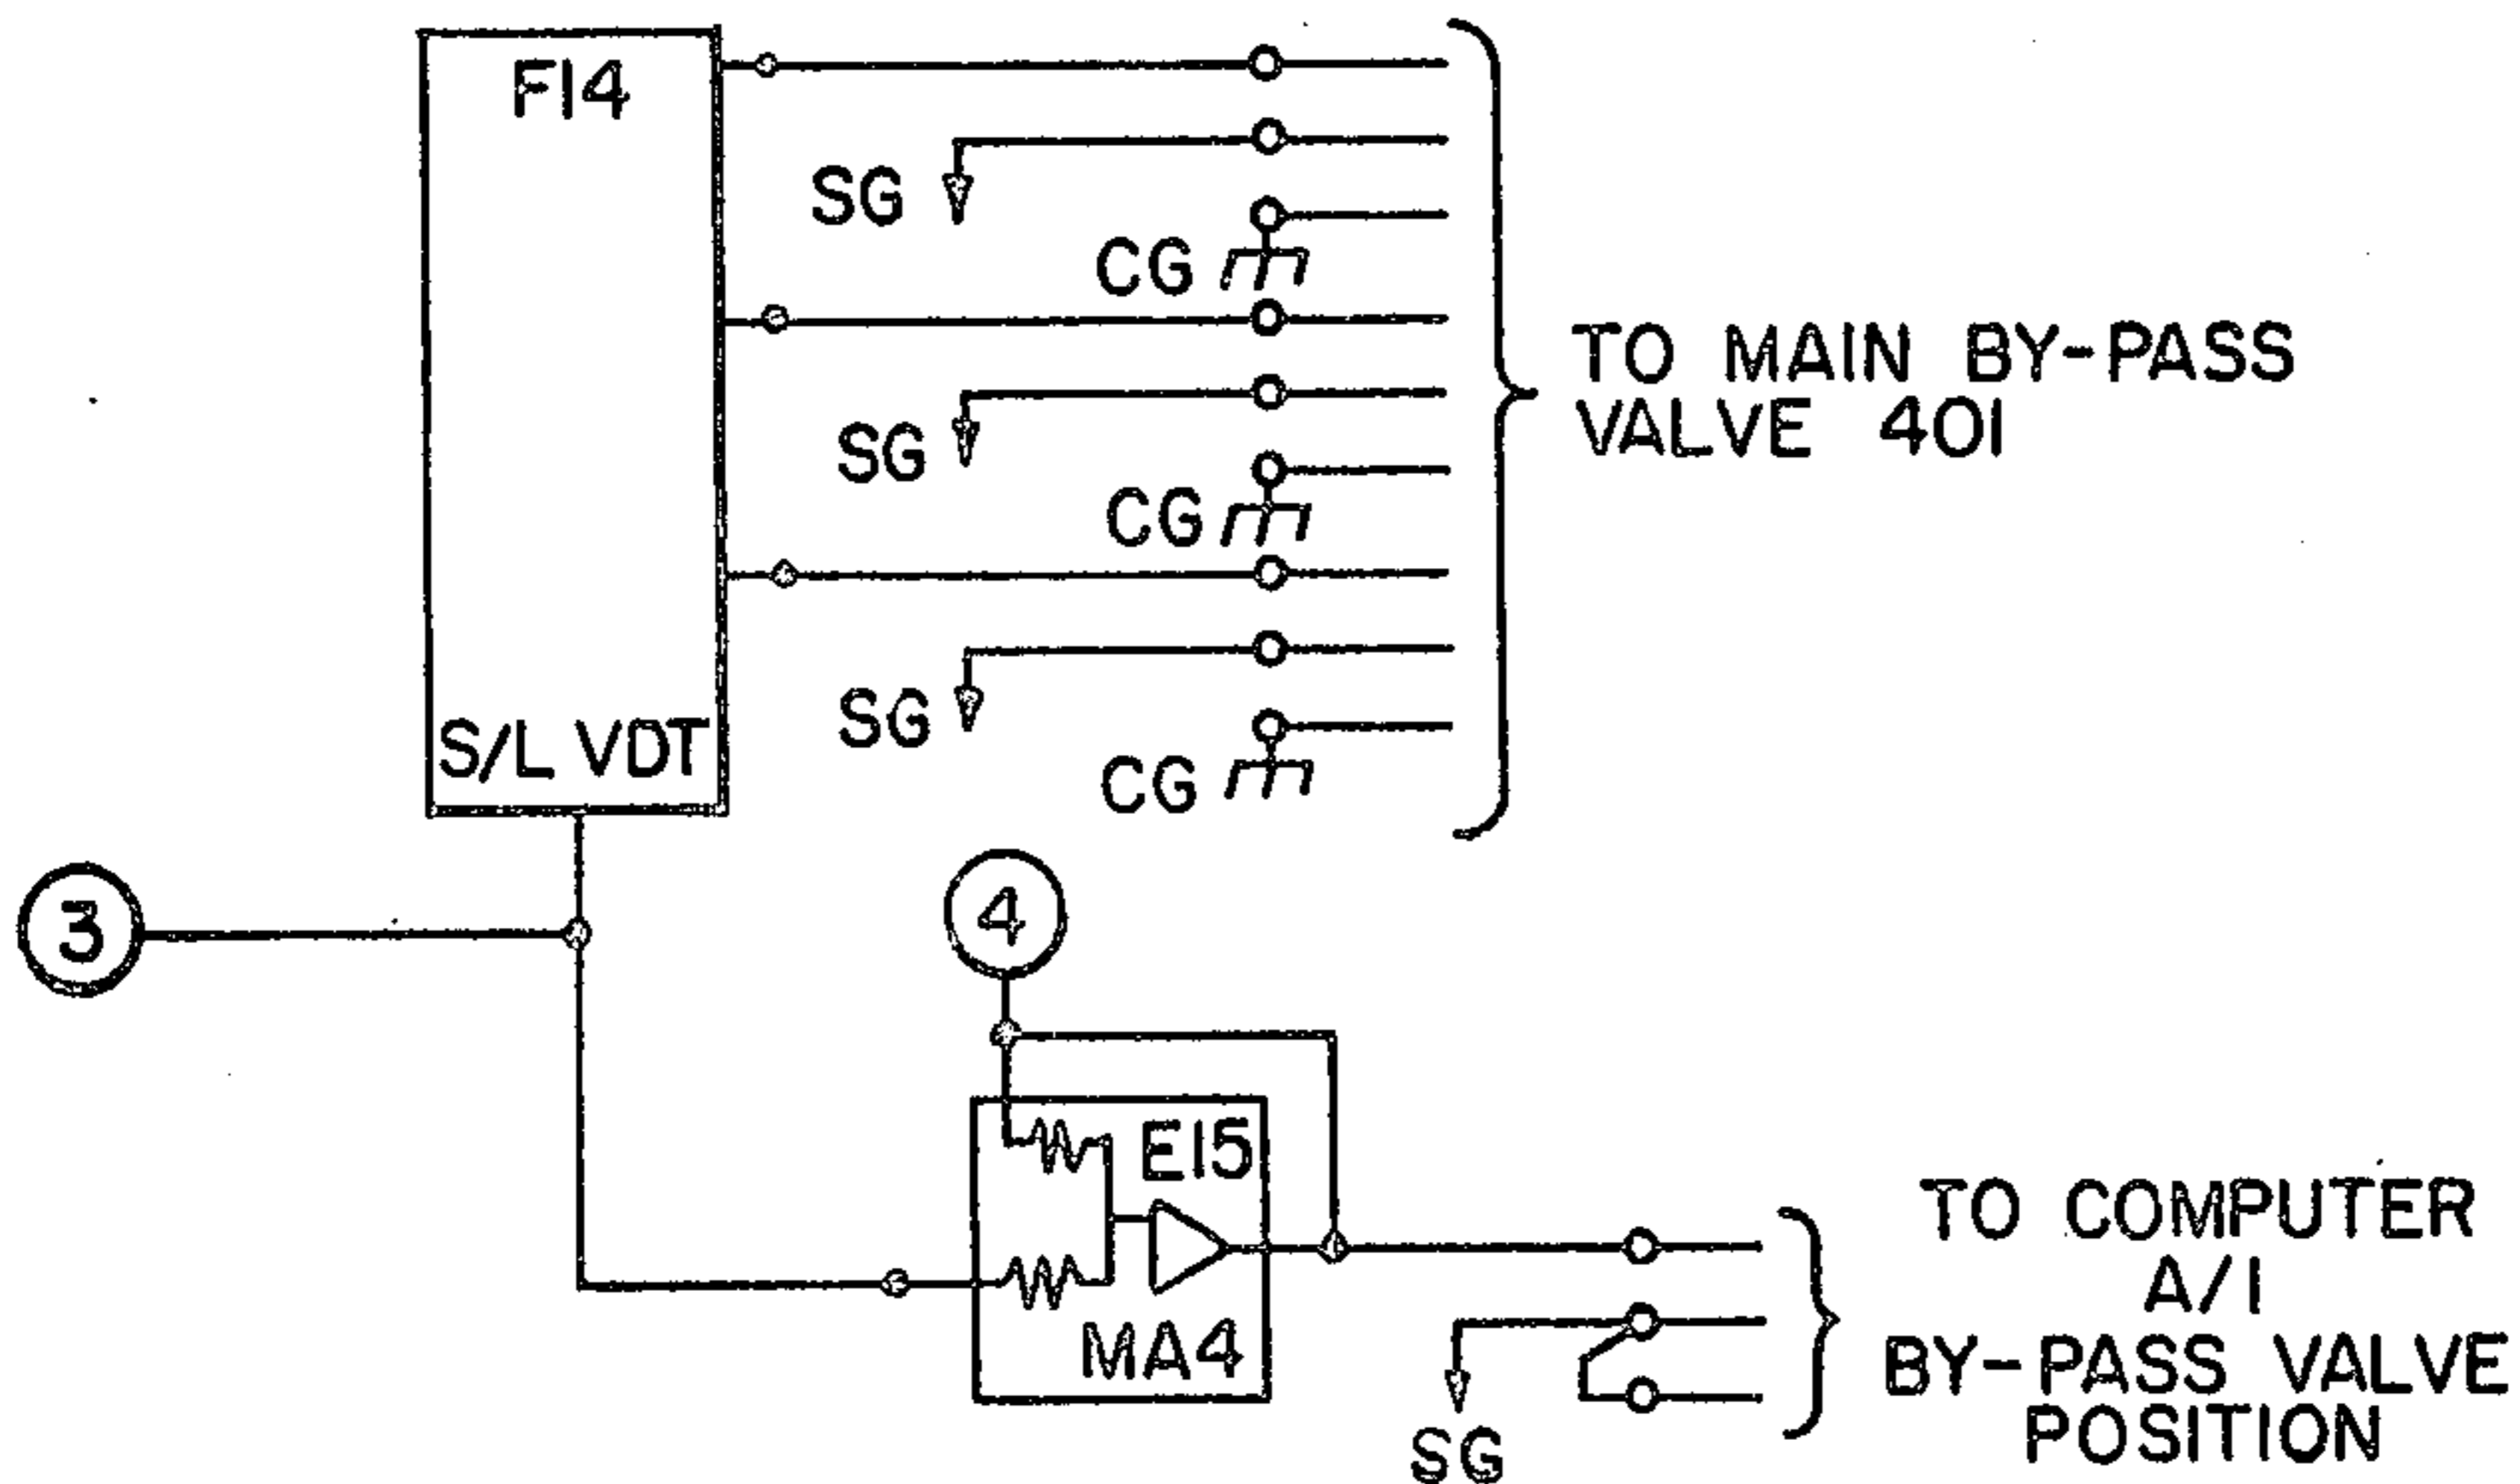 F14
SG
CG
TO MAIN BY-PASS
VALVE 401
SG
CG
SG
S/L VDT
CG
3
4
E15
MA4
TO COMPUTER
A/I
BY-PASS VALVE
POSITION
SG